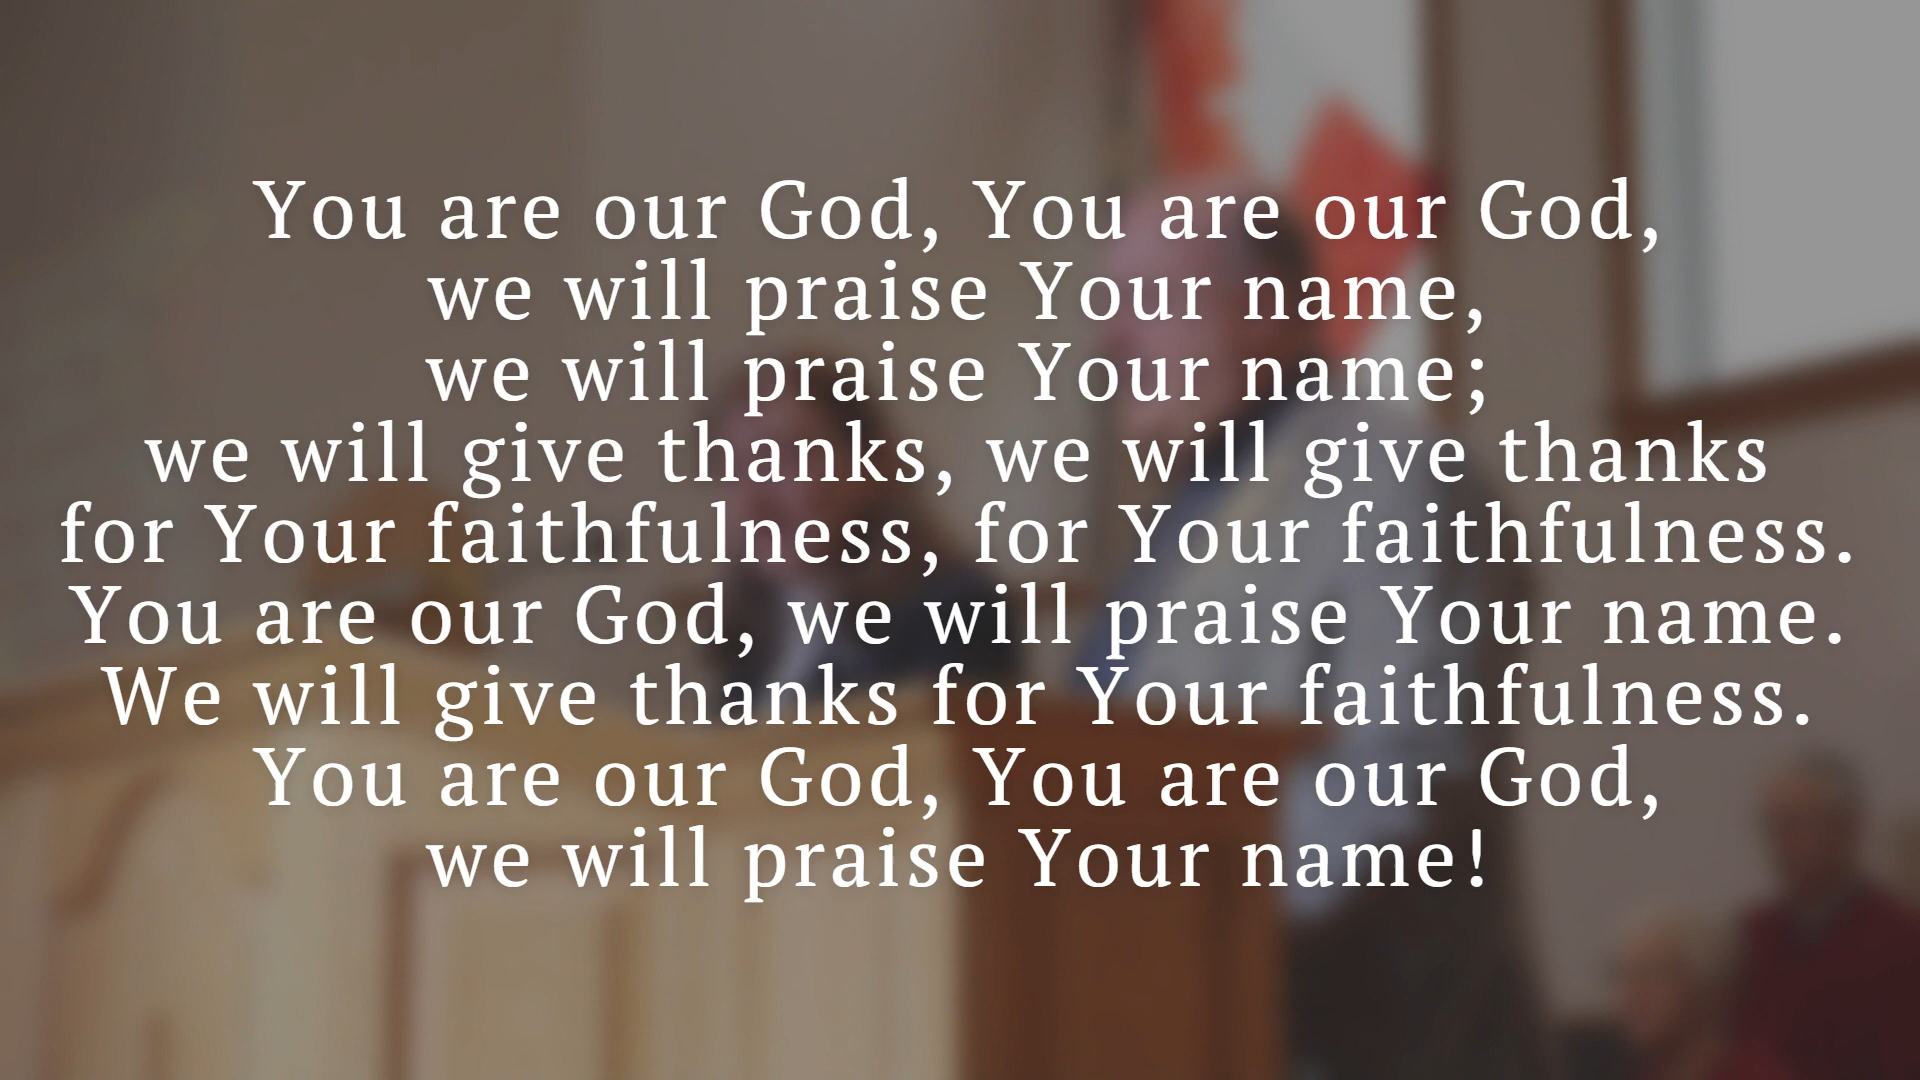 You are our God, You are our God,
we will praise Your name,
we will praise Your name;
we will give thanks, we will give thanks
for Your faithfulness, for Your faithfulness.
You are our God, we will praise Your name.
We will give thanks for Your faithfulness.
You are our God, You are our God,
we will praise Your name!